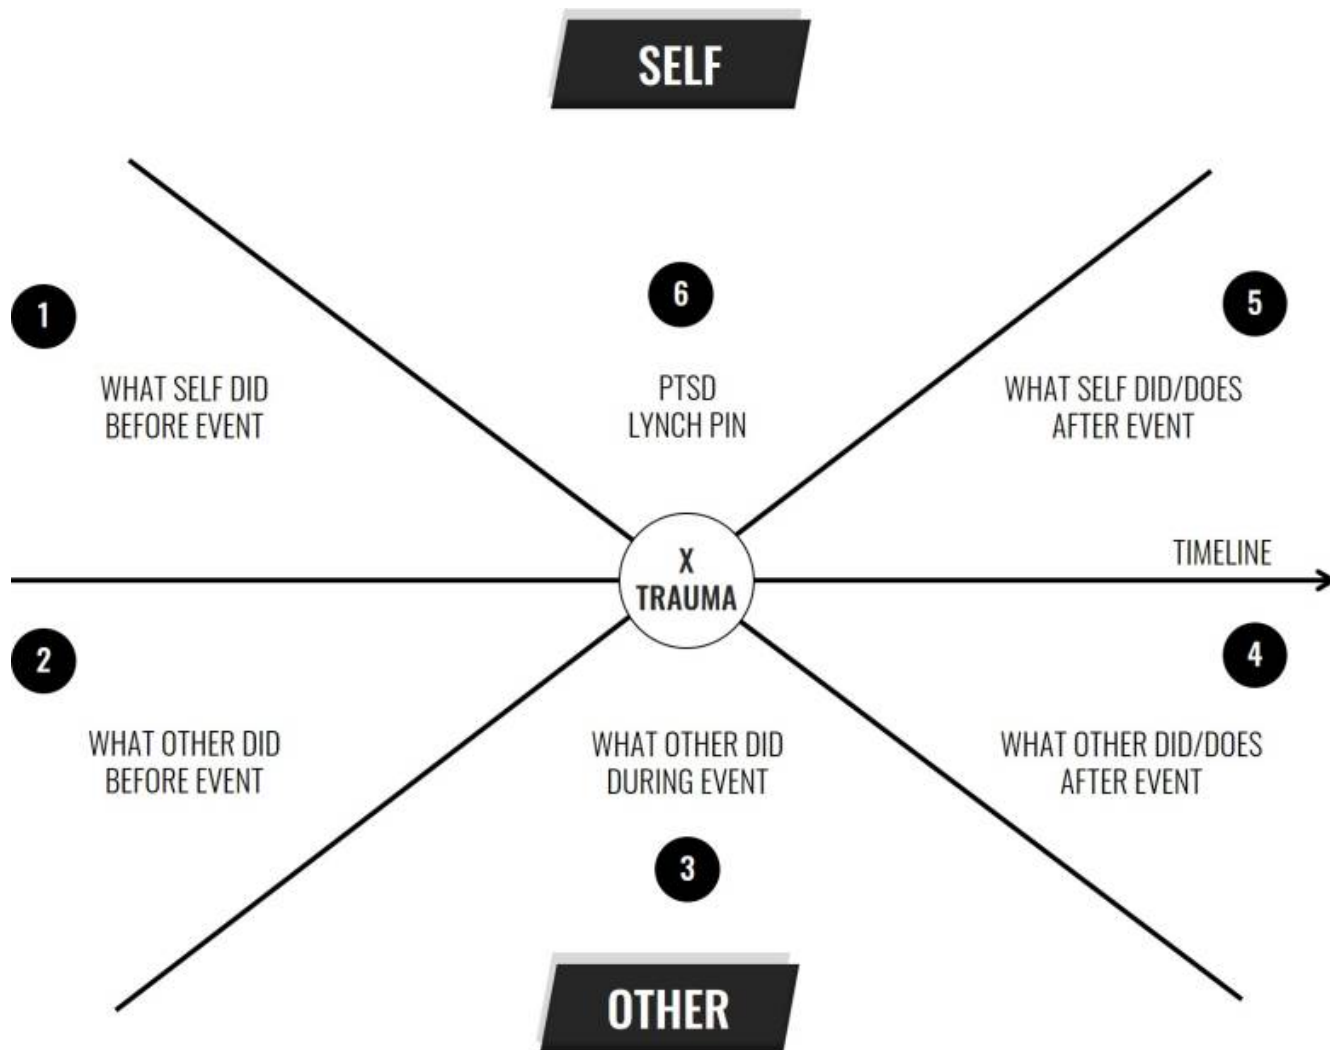 SELF
1
6
5
WHAT SELF DID
BEFORE EVENT
PTSD
LYNCH PIN
WHAT SELF DID/DOES
AFTER EVENT
X
TRAUMA
TIMELINE
2
4
WHAT OTHER DID
BEFORE EVENT
WHAT OTHER DID
DURING EVENT
WHAT OTHER DID/DOES
AFTER EVENT
3
OTHER